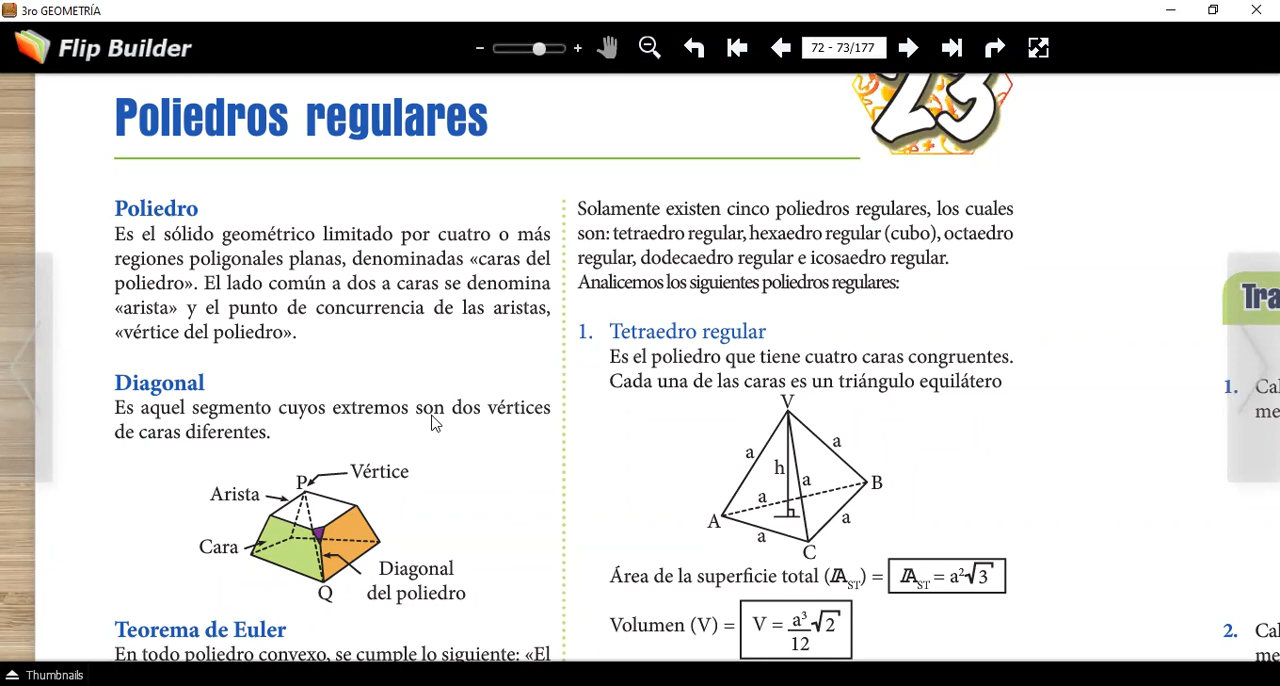 3ro GEOMETRÍA
Flip Builder
72 - 73/177
23
Poliedros regulares
Poliedro
Es el sólido geométrico limitado por cuatro o más
regiones poligonales planas, denominadas «caras del
poliedro». El lado común a dos a caras se denomina
«arista» y el punto de concurrencia de las aristas,
«vértice del poliedro».
Diagonal
Es aquel segmento cuyos extremos son dos vértices
de caras diferentes.
Vértice
P
Arista
Cara
Diagonal
del poliedro
Q
Teorema de Euler
En todo poliedro convexo, se cumple lo siguiente: «El
Solamente existen cinco poliedros regulares, los cuales
son: tetraedro regular, hexaedro regular (cubo), octaedro
regular, dodecaedro regular e icosaedro regular.
Analicemos los siguientes poliedros regulares:
1. Tetraedro regular
Es el poliedro que tiene cuatro caras congruentes.
Cada una de las caras es un triángulo equilátero
V
a
a
h
a
B
a
A
a
a
C
Área de la superficie total (𝔸ST) = 𝔸ST = a²√3
Volumen (V) = V = a³/12 √2
Tra
1. Cal
me
2. Cal
me
Thumbnails